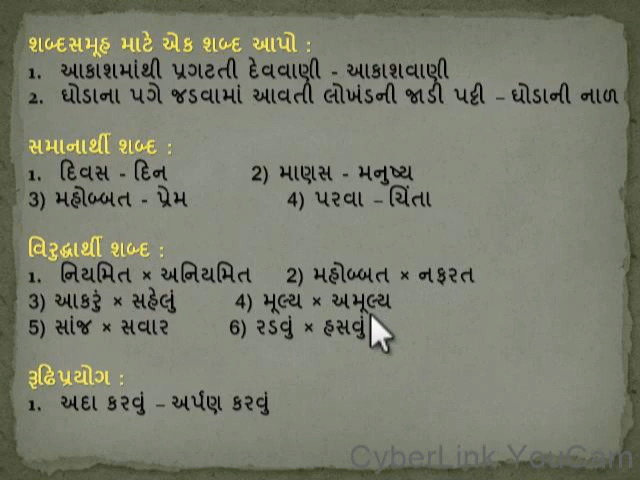 શબ્દસમૂહ માટે એક શબ્દ આપો :
1. આકાશમાંથી પ્રગટતી દેવવાણી - આકાશવાણી
2. ઘોડાના પગે જડવામાં આવતી લોખંડની જાડી પટ્ટી – ઘોડાની નાળ
સમાનાર્થી શબ્દ :
1. દિવસ - દિન 2) માણસ - મનુષ્ય
3) મહોબ્બત - પ્રેમ 4) પરવા – ચિંતા
વિરુદ્ધાર્થી શબ્દ :
1. નિયમિત × અનિયમિત 2) મહોબ્બત × નફરત
3) આકરું × સહેલું 4) મૂલ્ય × અમૂલ્ય
5) સાંજ × સવાર 6) રડવું × હસવું
રૂઢિપ્રયોગ :
1. અદા કરવું – અર્પણ કરવું
CyberLink YouCam